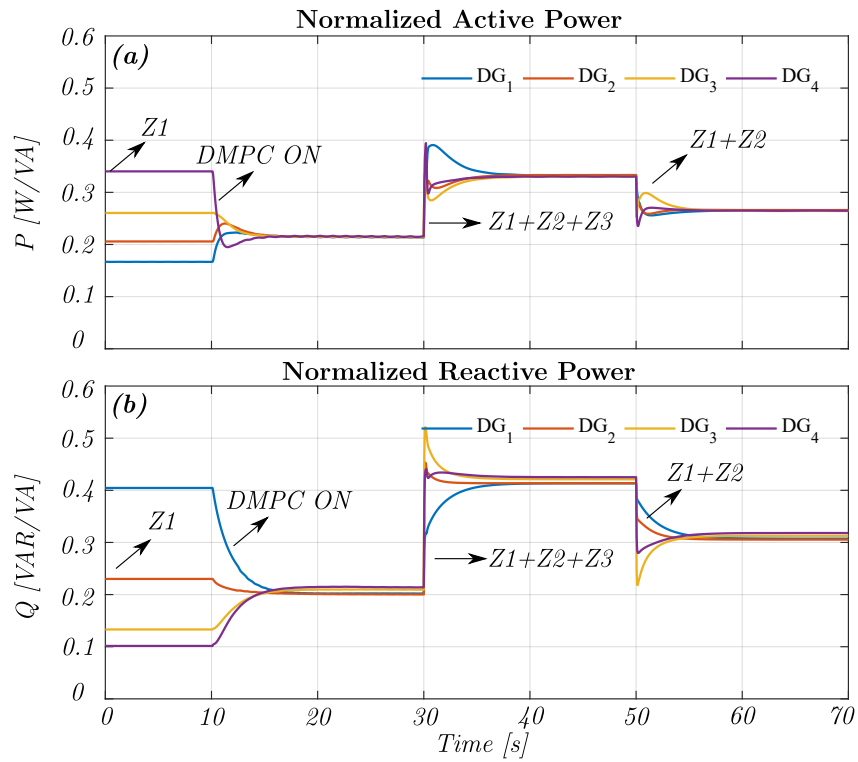 Normalized Active Power
0.6
(a)
0.5
DG1 DG2 DG3 DG4
0.4
Z1
DMPC ON
Z1+Z2
0.3
P [W/VA]
Z1+Z2+Z3
0.2
0.1
0
Normalized Reactive Power
0.6
(b)
0.5
DG1 DG2 DG3 DG4
0.4
Z1
DMPC ON
Z1+Z2
0.3
Q [VAR/VA]
Z1+Z2+Z3
0.2
0.1
0
0 10 20 30 40 50 60 70
Time [s]